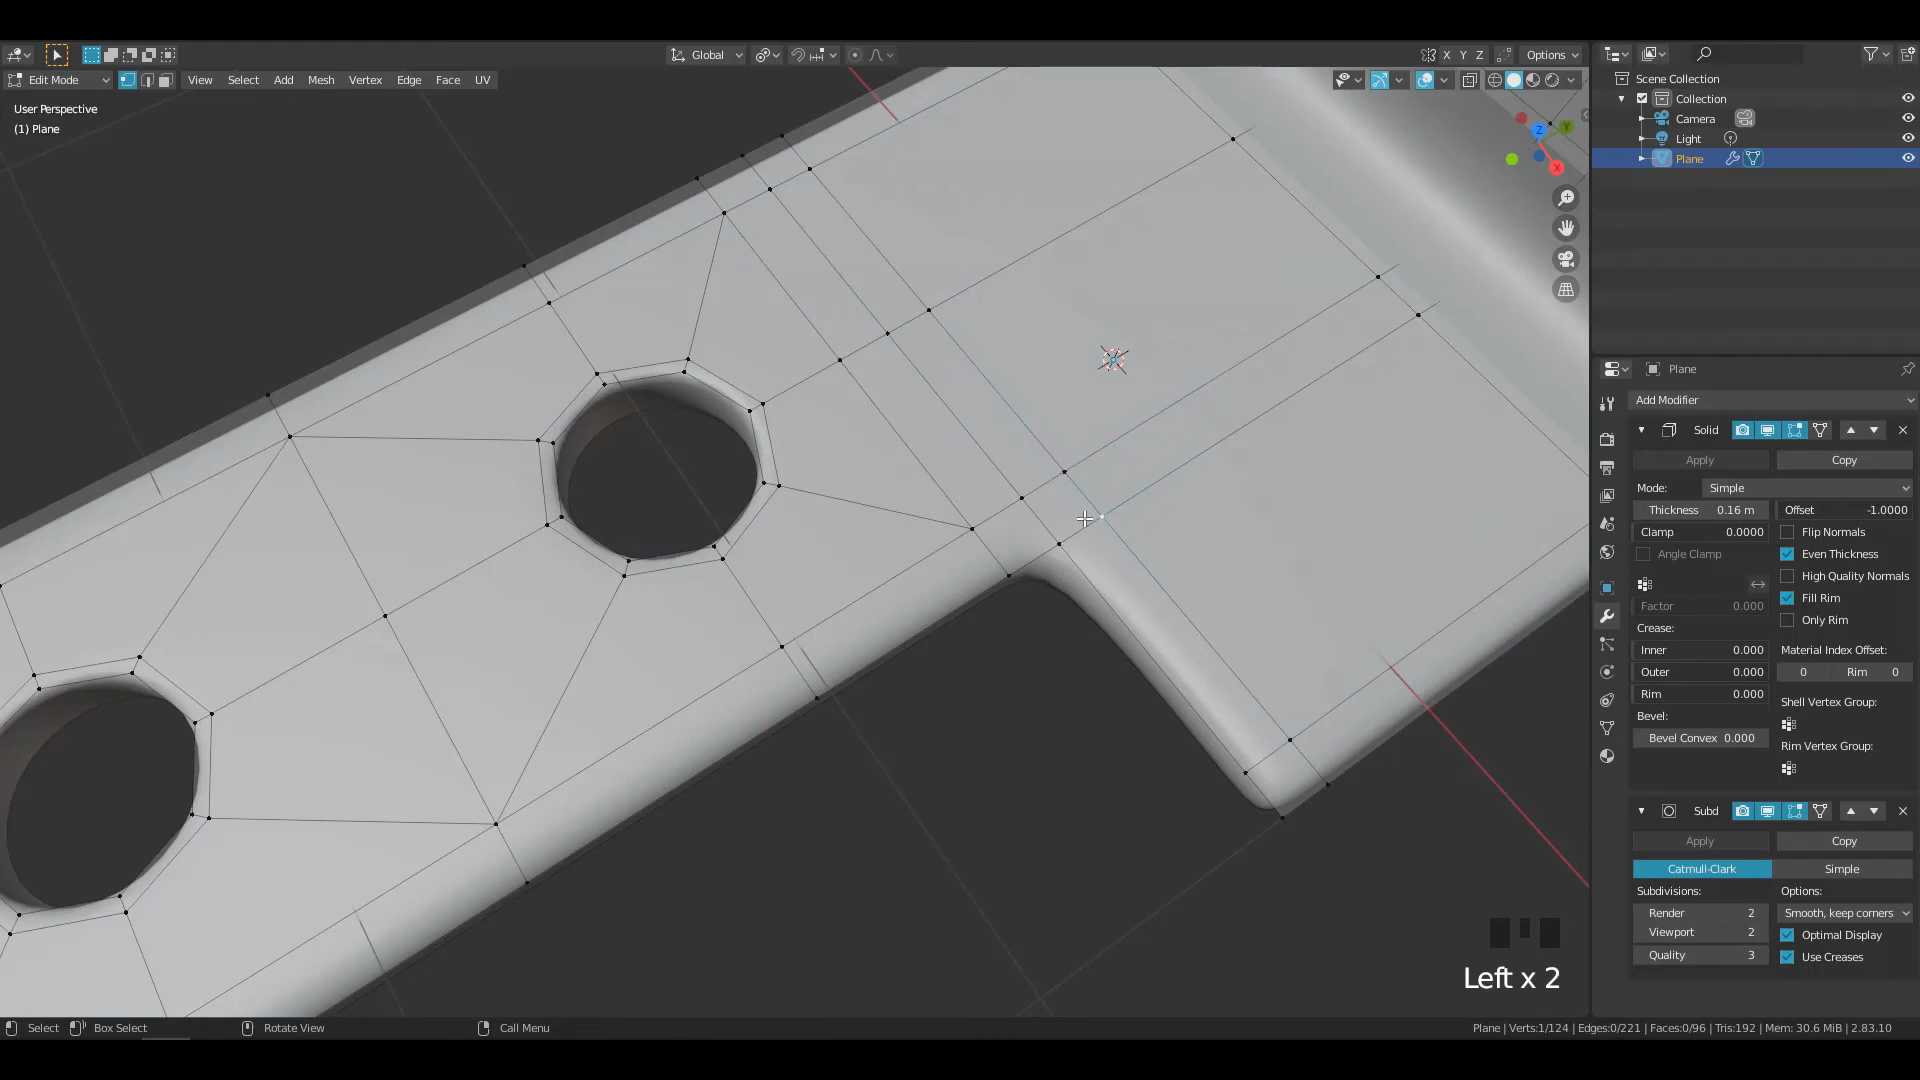 Global
X Y Z
Options
Edit Mode
View Select Add Mesh Vertex Edge Face UV
User Perspective
(1) Plane
Scene Collection
Collection
Camera
Light
Plane
Z
Y
X
Plane
Add Modifier
Solid
Apply Copy
Mode: Simple
Thickness 0.16 m Offset -1.0000
Clamp 0.0000 Flip Normals
Angle Clamp Even Thickness
High Quality Normals
Factor 0.000 Fill Rim
Crease: Only Rim
Inner 0.000 Material Index Offset:
Outer 0.000 0 Rim 0
Rim 0.000 Shell Vertex Group:
Bevel:
Bevel Convex 0.000 Rim Vertex Group:
Subd
Apply Copy
Catmull-Clark Simple
Subdivisions: Options:
Render 2 Smooth, keep corners
Viewport 2 Optimal Display
Quality 3 Use Creases
Left x 2
Select Box Select Rotate View Call Menu
Plane | Verts:1/124 | Edges:0/221 | Faces:0/96 | Tris:192 | Mem: 30.6 MiB | 2.83.10